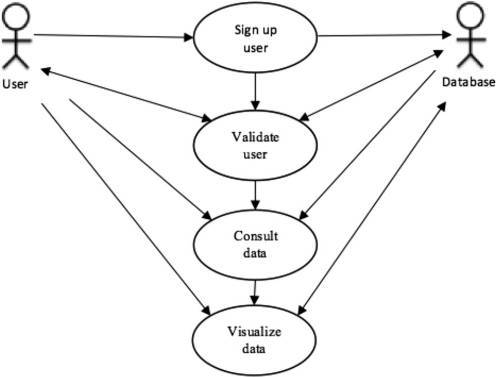 Sign up
user
User
Database
Validate
user
Consult
data
Visualize
data